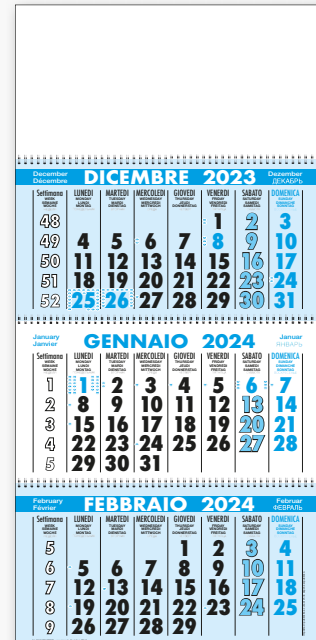 December DICEMBRE 2023 Dezember
Décembre ДЕКАБРЬ
Settimana LUNEDI MARTEDI MERCOLEDI GIOVEDI VENERDI SABATO DOMENICA
WEEK MONDAY TUESDAY WEDNESDAY THURSDAY FRIDAY SATURDAY SUNDAY
SEMAINE LUNDI MARDI MERCREDI JEUDI VENDREDI SAMEDI DIMANCHE
WOCHE MONTAG DIENSTAG MITTWOCH DONNERSTAG FREITAG SAMSTAG SONNTAG
48 1 2 3
49 4 5 6 7 8 9 10
50 11 12 13 14 15 16 17
51 18 19 20 21 22 23 24
52 25 26 27 28 29 30 31
January GENNAIO 2024 Januar
Janvier ЯНВАРЬ
Settimana LUNEDI MARTEDI MERCOLEDI GIOVEDI VENERDI SABATO DOMENICA
WEEK MONDAY TUESDAY WEDNESDAY THURSDAY FRIDAY SATURDAY SUNDAY
SEMAINE LUNDI MARDI MERCREDI JEUDI VENDREDI SAMEDI DIMANCHE
WOCHE MONTAG DIENSTAG MITTWOCH DONNERSTAG FREITAG SAMSTAG SONNTAG
1 1 2 3 4 5 6 7
2 8 9 10 11 12 13 14
3 15 16 17 18 19 20 21
4 22 23 24 25 26 27 28
5 29 30 31
February FEBBRAIO 2024 Februar
Février ФЕВРАЛЬ
Settimana LUNEDI MARTEDI MERCOLEDI GIOVEDI VENERDI SABATO DOMENICA
WEEK MONDAY TUESDAY WEDNESDAY THURSDAY FRIDAY SATURDAY SUNDAY
SEMAINE LUNDI MARDI MERCREDI JEUDI VENDREDI SAMEDI DIMANCHE
WOCHE MONTAG DIENSTAG MITTWOCH DONNERSTAG FREITAG SAMSTAG SONNTAG
5 1 2 3 4
6 5 6 7 8 9 10 11
7 12 13 14 15 16 17 18
8 19 20 21 22 23 24 25
9 26 27 28 29